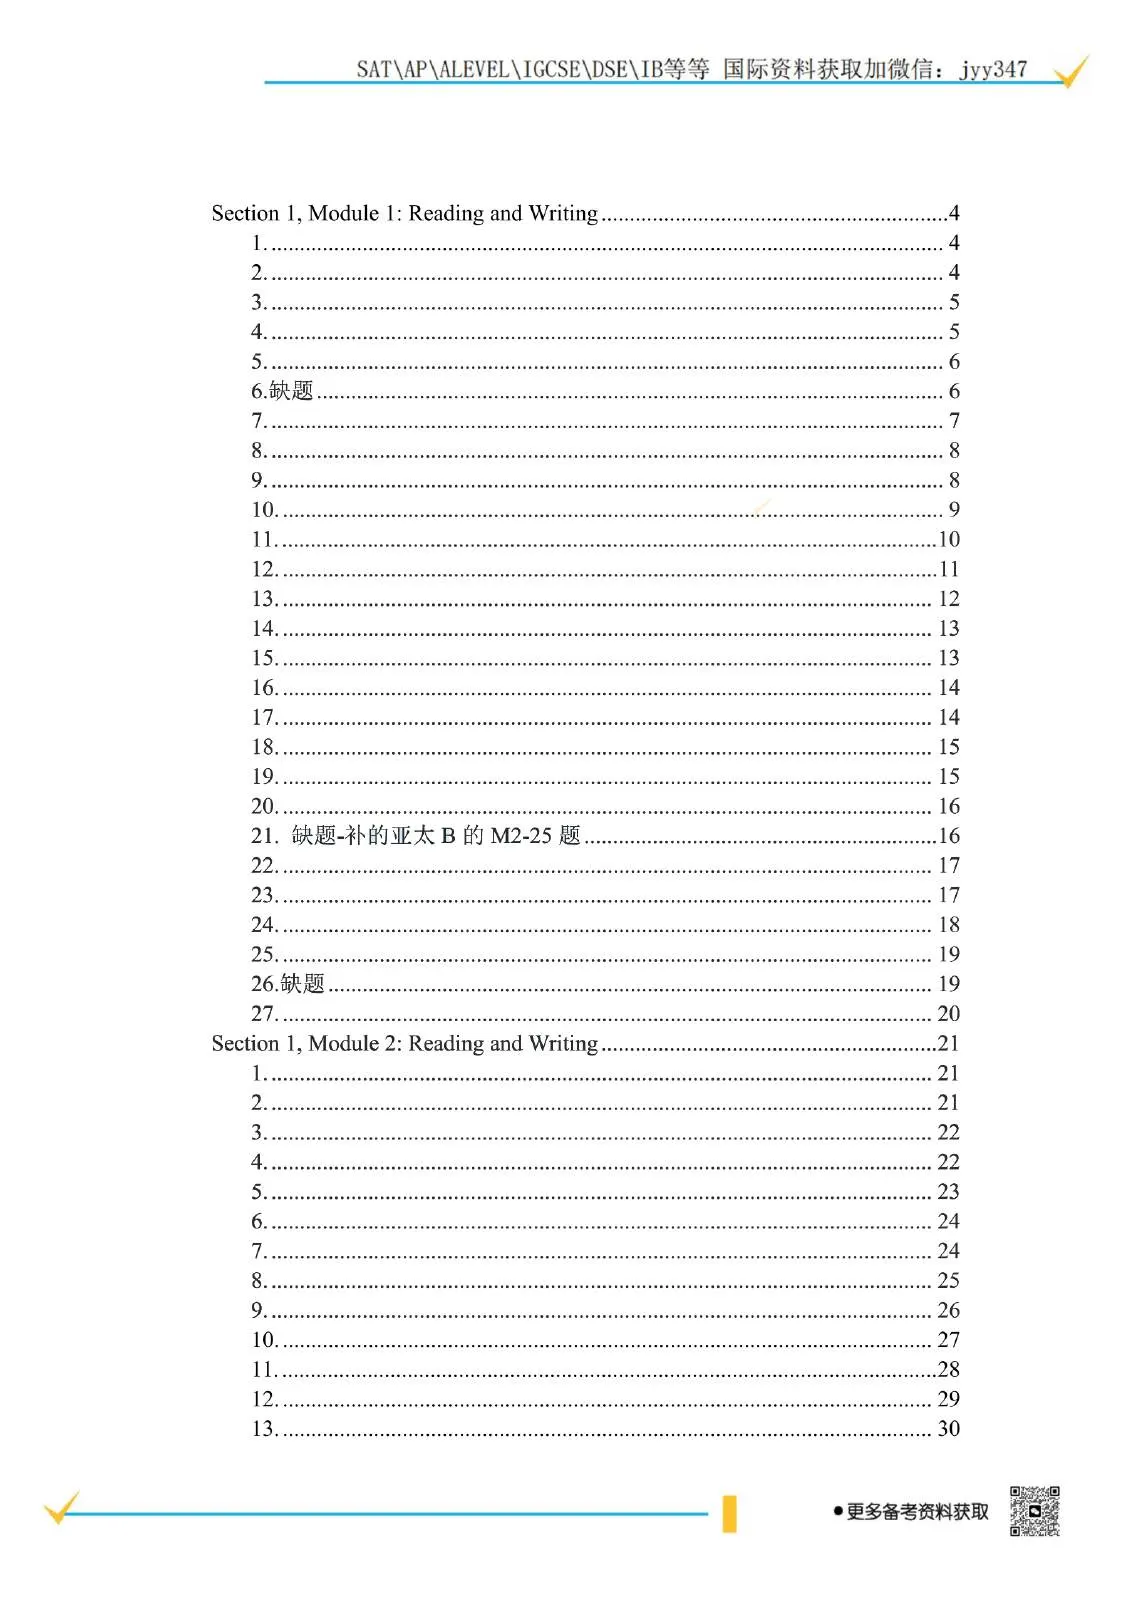 SAT\AP\ALEVEL\IGCSE\DSE\IB等等 国际资料获取加微信：jyy347
Section 1, Module 1: Reading and Writing..............................................................4
1. .............................................................. 4
2. .............................................................. 4
3. .............................................................. 5
4. .............................................................. 5
5. .............................................................. 6
6.缺题 .............................................................. 6
7. .............................................................. 7
8. .............................................................. 8
9. .............................................................. 8
10. .............................................................. 9
11. ..............................................................10
12. ..............................................................11
13. .............................................................. 12
14. .............................................................. 13
15. .............................................................. 13
16. .............................................................. 14
17. .............................................................. 14
18. .............................................................. 15
19. .............................................................. 15
20. .............................................................. 16
21. 缺题-补的亚太 B 的 M2-25 题 ..............................................................16
22. .............................................................. 17
23. .............................................................. 17
24. .............................................................. 18
25. .............................................................. 19
26.缺题 .............................................................. 19
27. .............................................................. 20
Section 1, Module 2: Reading and Writing..............................................................21
1. .............................................................. 21
2. .............................................................. 21
3. .............................................................. 22
4. .............................................................. 22
5. .............................................................. 23
6. .............................................................. 24
7. .............................................................. 24
8. .............................................................. 25
9. .............................................................. 26
10. .............................................................. 27
11. ..............................................................28
12. .............................................................. 29
13. .............................................................. 30
●更多备考资料获取